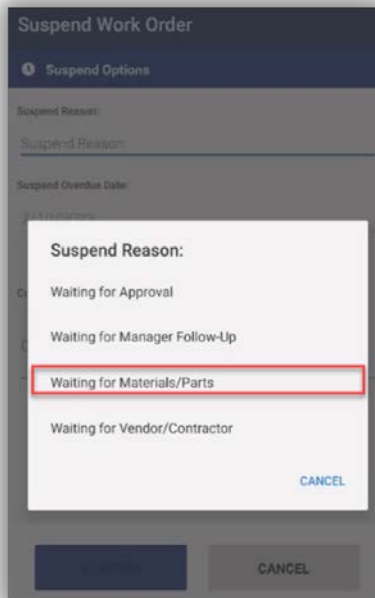 Suspend Work Order
Suspend Options
Suspend Reason:
Suspend Reason:
Suspend Overdue Date:
Suspend Reason:
Waiting for Approval
Waiting for Manager Follow-Up
Waiting for Materials/Parts
Waiting for Vendor/Contractor
CANCEL
CANCEL